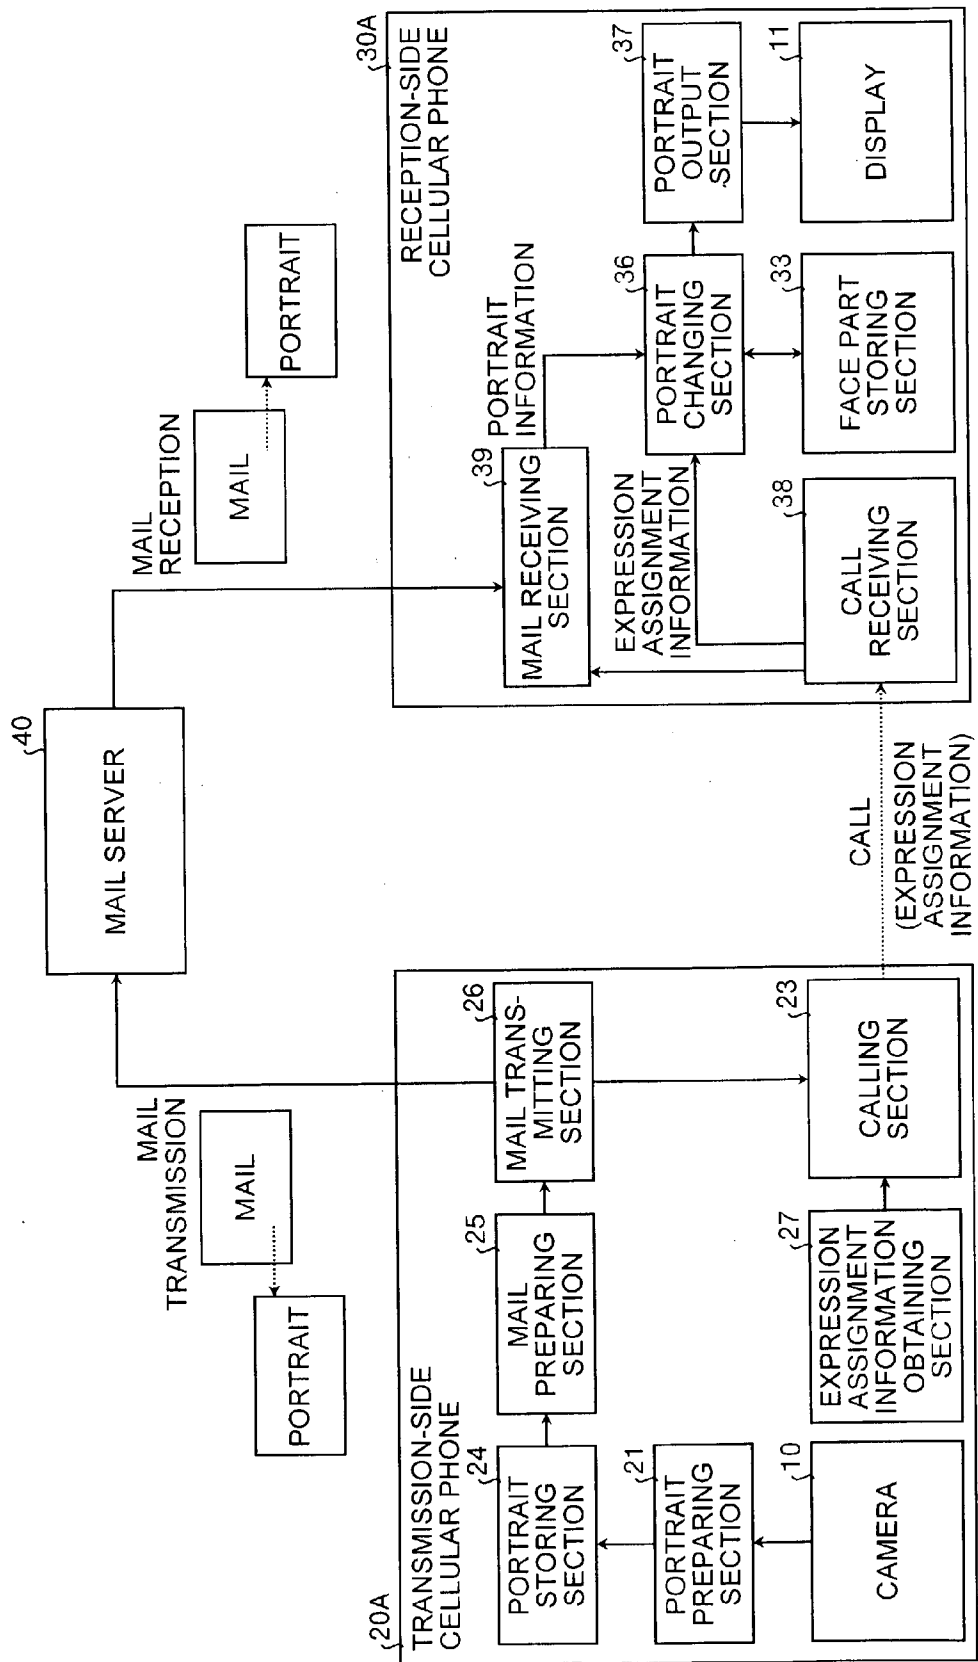 20A
TRANSMISSION-SIDE
CELLULAR PHONE
24
PORTRAIT
STORING
SECTION
21
PORTRAIT
PREPARING
SECTION
10
CAMERA
25
MAIL
PREPARING
SECTION
26
MAIL TRANS-
MITTING
SECTION
27
EXPRESSION
ASSIGNMENT
INFORMATION
OBTAINING
SECTION
23
CALLING
SECTION
PORTRAIT
MAIL
MAIL
TRANSMISSION
40
MAIL SERVER
MAIL
RECEPTION
MAIL
PORTRAIT
CALL
(EXPRESSION
ASSIGNMENT
INFORMATION)
30A
RECEPTION-SIDE
CELLULAR PHONE
39
MAIL RECEIVING
SECTION
PORTRAIT
INFORMATION
EXPRESSION
ASSIGNMENT
INFORMATION
38
CALL
RECEIVING
SECTION
36
PORTRAIT
CHANGING
SECTION
33
FACE PART
STORING
SECTION
37
PORTRAIT
OUTPUT
SECTION
11
DISPLAY